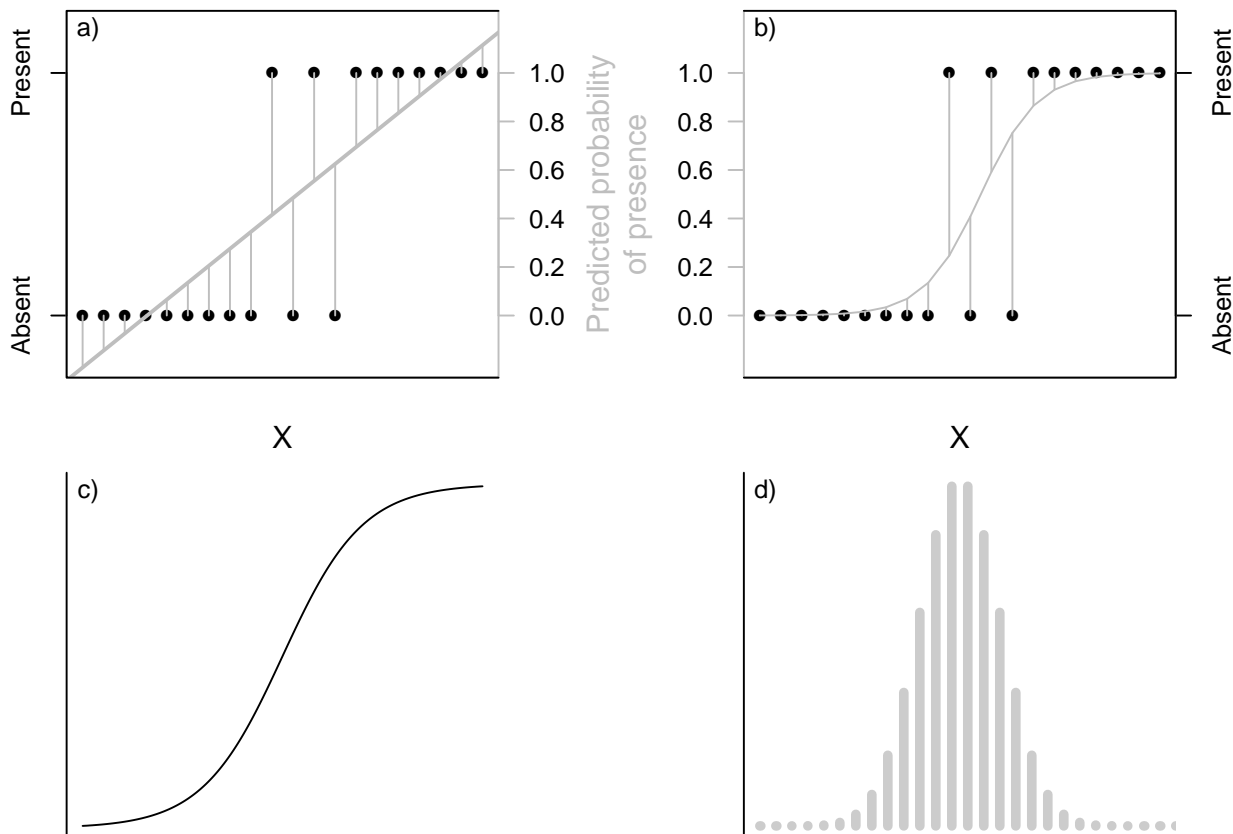 a)
Present
Absent
1.0
0.8
0.6
0.4
0.2
0.0
Predicted probability
of presence
X
b)
1.0
0.8
0.6
0.4
0.2
0.0
Present
Absent
X
c)
d)